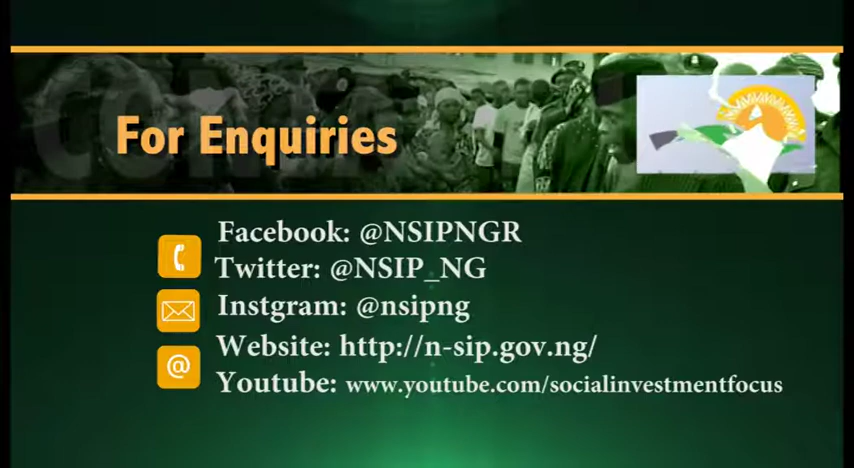 For Enquiries
Facebook: @NSIPNGR
Twitter: @NSIP_NG
Instgram: @nsipng
Website: http://n-sip.gov.ng/
Youtube: www.youtube.com/socialinvestmentfocus